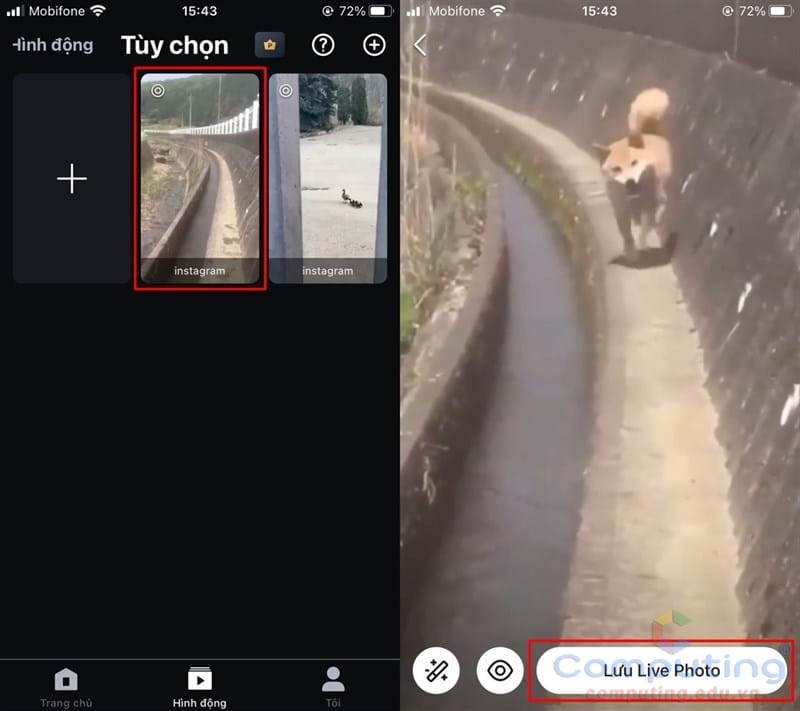 Mobifone 15:43 72%
Hình động Tùy chọn
instagram
instagram
Trang chủ
Hình động
Tôi
Mobifone 15:43 72%
Lưu Live Photo
Computing
computing.edu.vn